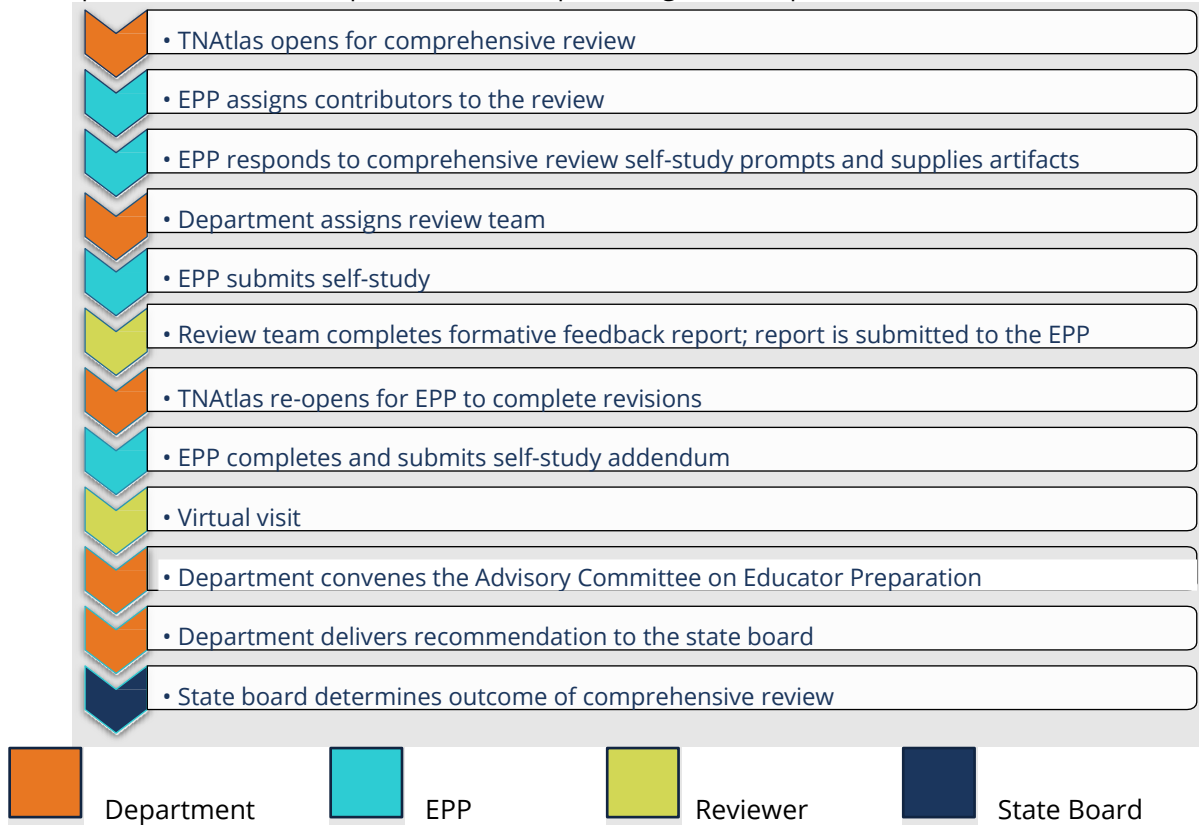 • TNAtlas opens for comprehensive review
• EPP assigns contributors to the review
• EPP responds to comprehensive review self-study prompts and supplies artifacts
• Department assigns review team
• EPP submits self-study
• Review team completes formative feedback report; report is submitted to the EPP
• TNAtlas re-opens for EPP to complete revisions
• EPP completes and submits self-study addendum
• Virtual visit
• Department convenes the Advisory Committee on Educator Preparation
• Department delivers recommendation to the state board
• State board determines outcome of comprehensive review
Department EPP Reviewer State Board